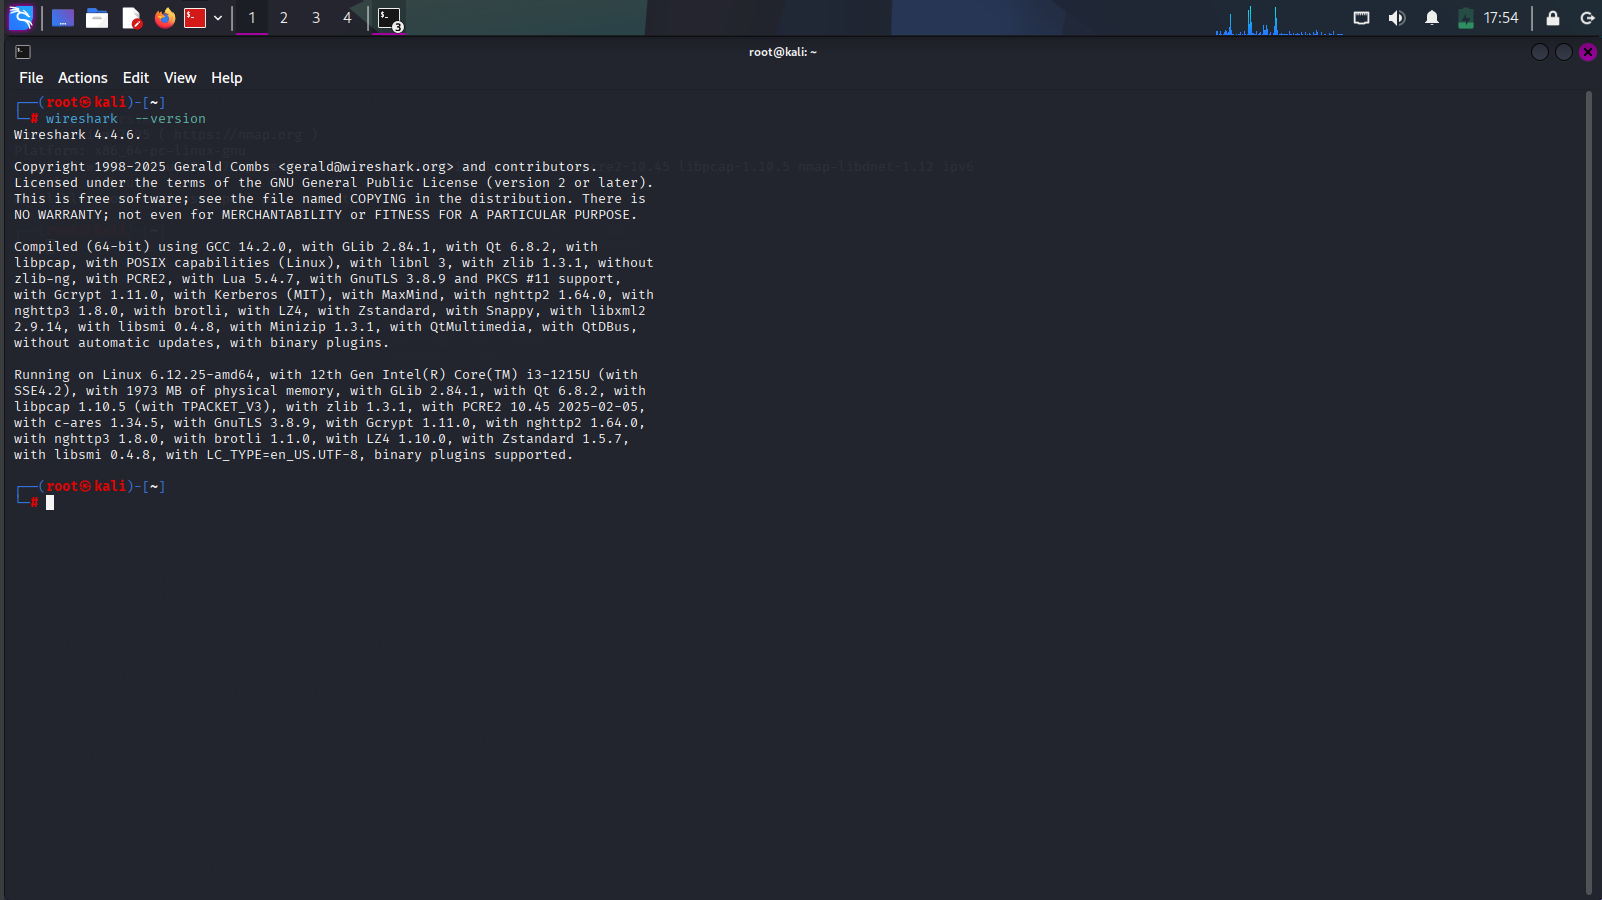 1 2 3 4 3 17:54
root@kali: ~
File Actions Edit View Help
┌──(root㉿kali)-[~]
└─# wireshark --version
Wireshark 4.4.6.
Copyright 1998-2025 Gerald Combs <gerald@wireshark.org> and contributors.
Licensed under the terms of the GNU General Public License (version 2 or later).
This is free software; see the file named COPYING in the distribution. There is
NO WARRANTY; not even for MERCHANTABILITY or FITNESS FOR A PARTICULAR PURPOSE.
Compiled (64-bit) using GCC 14.2.0, with GLib 2.84.1, with Qt 6.8.2, with
libpcap, with POSIX capabilities (Linux), with libnl 3, with zlib 1.3.1, without
zlib-ng, with PCRE2, with Lua 5.4.7, with GnuTLS 3.8.9 and PKCS #11 support,
with Gcrypt 1.11.0, with Kerberos (MIT), with MaxMind, with nghttp2 1.64.0, with
nghttp3 1.8.0, with brotli, with LZ4, with Zstandard, with Snappy, with libxml2
2.9.14, with libsmi 0.4.8, with Minizip 1.3.1, with QtMultimedia, with QtDBus,
without automatic updates, with binary plugins.
Running on Linux 6.12.25-amd64, with 12th Gen Intel(R) Core(TM) i3-1215U (with
SSE4.2), with 1973 MB of physical memory, with GLib 2.84.1, with Qt 6.8.2, with
libpcap 1.10.5 (with TPACKET_V3), with zlib 1.3.1, with PCRE2 10.45 2025-02-05,
with c-ares 1.34.5, with GnuTLS 3.8.9, with Gcrypt 1.11.0, with nghttp2 1.64.0,
with nghttp3 1.8.0, with brotli 1.1.0, with LZ4 1.10.0, with Zstandard 1.5.7,
with libsmi 0.4.8, with LC_TYPE=en_US.UTF-8, binary plugins supported.
┌──(root㉿kali)-[~]
└─#